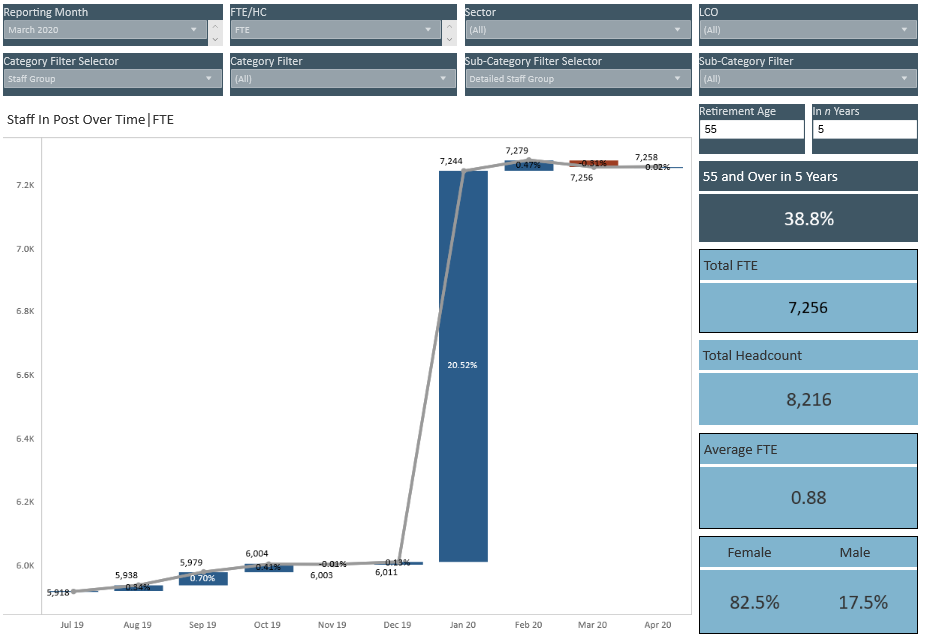 Reporting Month
March 2020
FTE/HC
FTE
Sector
(All)
LCO
(All)
Category Filter Selector
Staff Group
Category Filter
(All)
Sub-Category Filter Selector
Detailed Staff Group
Sub-Category Filter
(All)
Staff In Post Over Time|FTE
Retirement Age
55
In n Years
5
55 and Over in 5 Years
38.8%
Total FTE
7,256
Total Headcount
8,216
Average FTE
0.88
Female Male
82.5% 17.5%
7.2K
7.0K
6.8K
6.6K
6.4K
6.2K
6.0K
5,918
5,938
0.34%
5,979
0.70%
6,004
0.41%
-0.01%
6,003
0.13%
6,011
7,244
20.52%
7,279
0.47%
-0.31%
7,256
7,258
0.02%
Jul 19 Aug 19 Sep 19 Oct 19 Nov 19 Dec 19 Jan 20 Feb 20 Mar 20 Apr 20